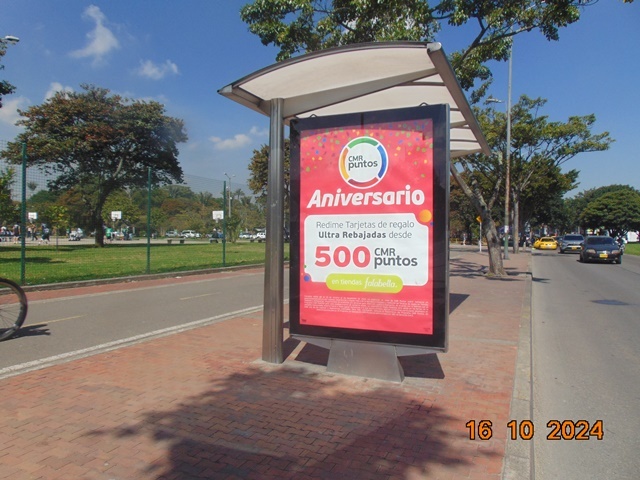 CMR
puntos
Aniversario
Redime Tarjetas de regalo
Ultra Rebajadas desde
500 CMR
puntos
en tiendas falabella.
16 10 2024